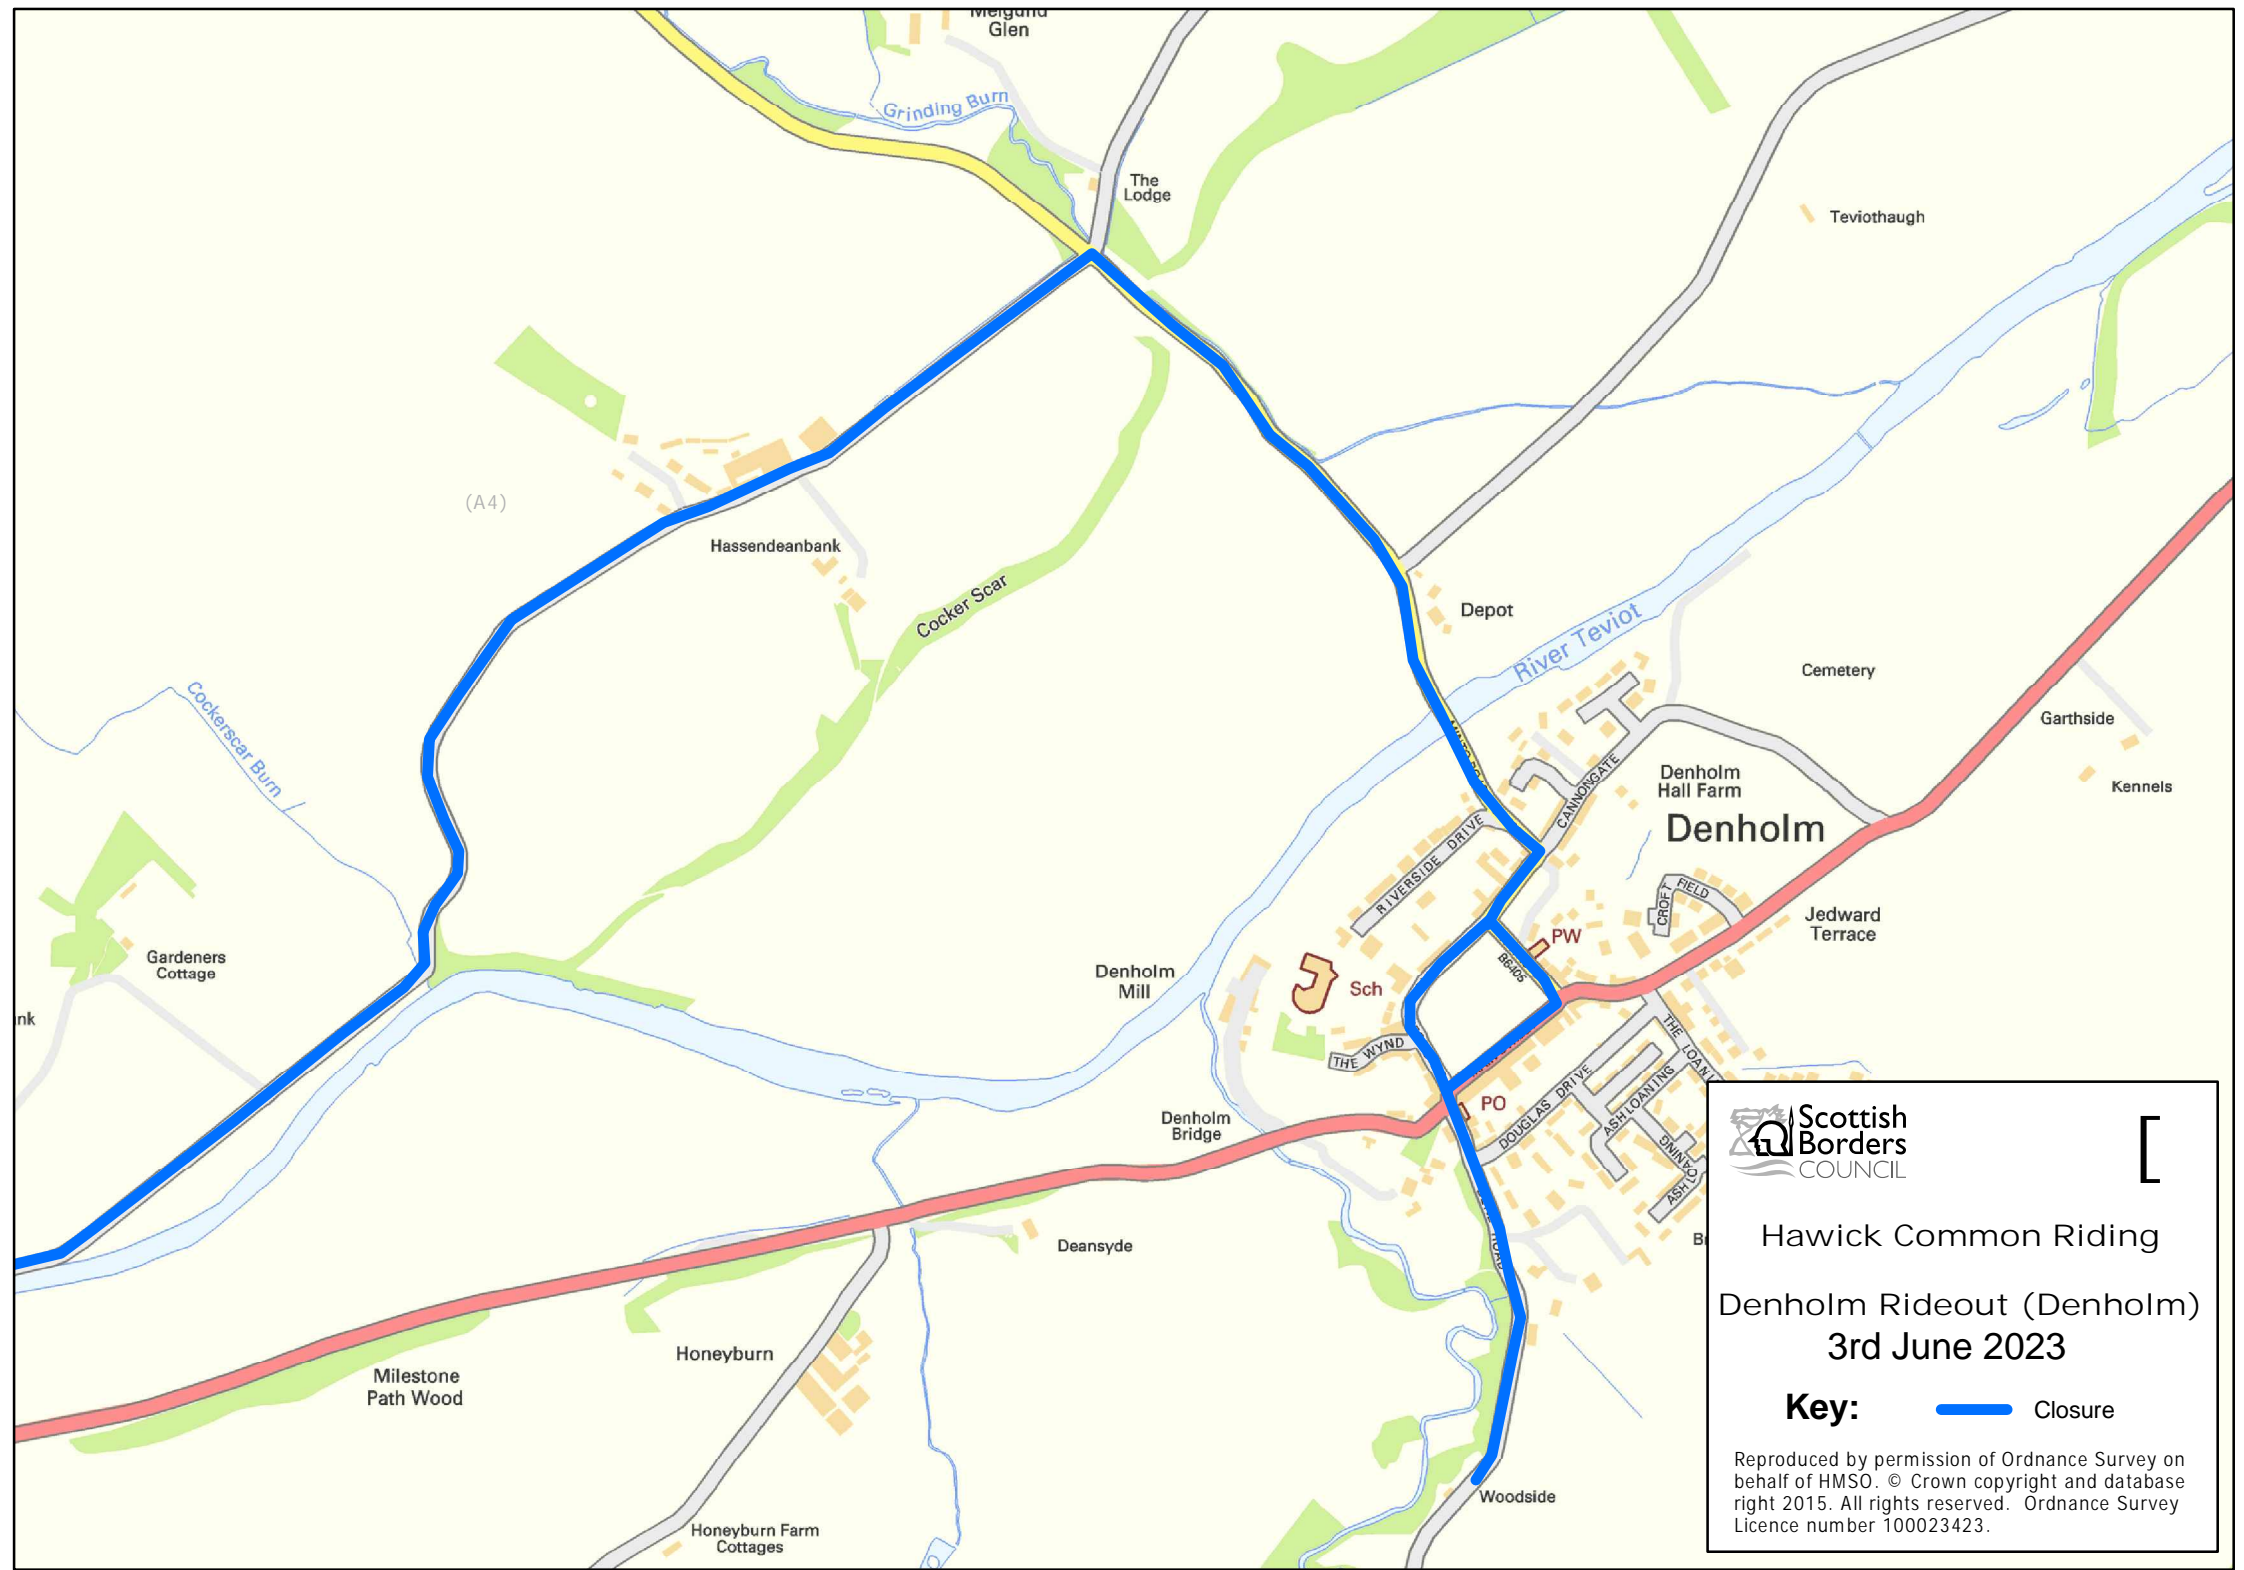 Glen
Grinding Burn
The
Lodge
Teviothaugh
(A4)
Hassendeanbank
Cocker Scar
Depot
River Teviot
Cemetery
Garthside
Kennels
Cockerscar Burn
CANNONGATE
Denholm
Hall Farm
Denholm
RIVERSIDE DRIVE
CROFT FIELD
Jedward
Terrace
PW
B6405
Gardeners
Cottage
Denholm
Mill
Sch
nk
THE WYND
THE LOANI
Denholm
Bridge
PO
DOUGLAS DRIVE
ASHLOANING
ASH LOANING
Deansyde
Honeyburn
Milestone
Path Wood
Woodside
Honeyburn Farm
Cottages
Scottish
Borders
COUNCIL
[
Hawick Common Riding
Denholm Rideout (Denholm)
3rd June 2023
Key:
Closure
Reproduced by permission of Ordnance Survey on
behalf of HMSO. © Crown copyright and database
right 2015. All rights reserved. Ordnance Survey
Licence number 100023423.